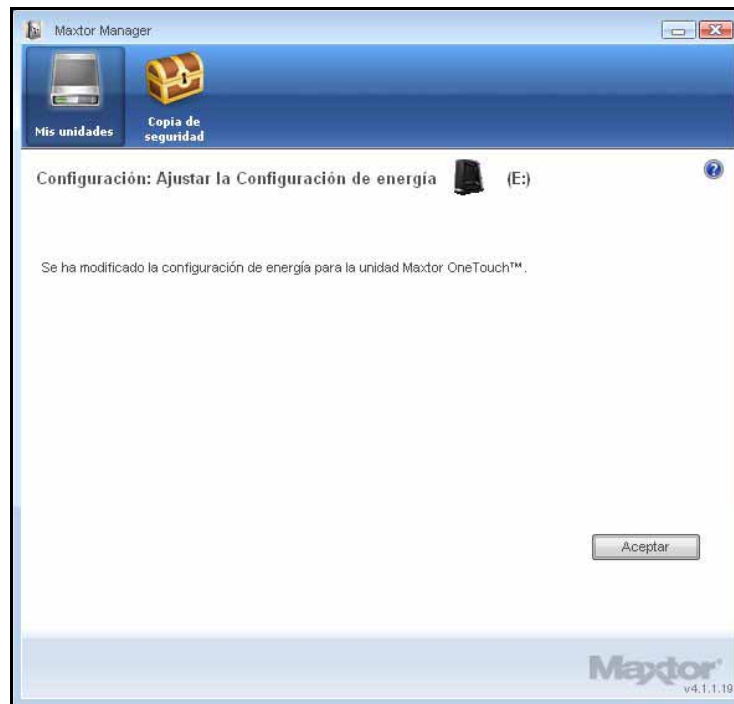 Maxtor Manager
Mis unidades
Copia de
seguridad
Configuración: Ajustar la Configuración de energía (E:)
Se ha modificado la configuración de energía para la unidad Maxtor OneTouch™.
Aceptar
Maxtor
v4.1.1.19